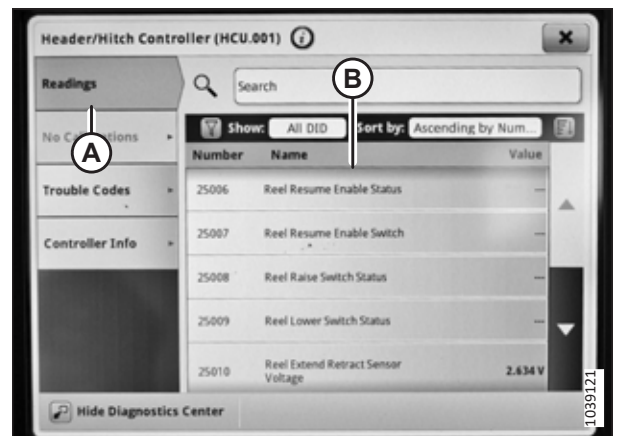 Header/Hitch Controller (HCU.001)
Readings
Search
B
A
Show: All DID Sort by: Ascending by Num...
No Calibrations
Number Name Value
Trouble Codes
25006 Reel Resume Enable Status ---
Controller Info
25007 Reel Resume Enable Switch ---
25008 Reel Raise Switch Status ---
25009 Reel Lower Switch Status ---
25010 Reel Extend Retract Sensor
Voltage 2.634 V
Hide Diagnostics Center
1039121